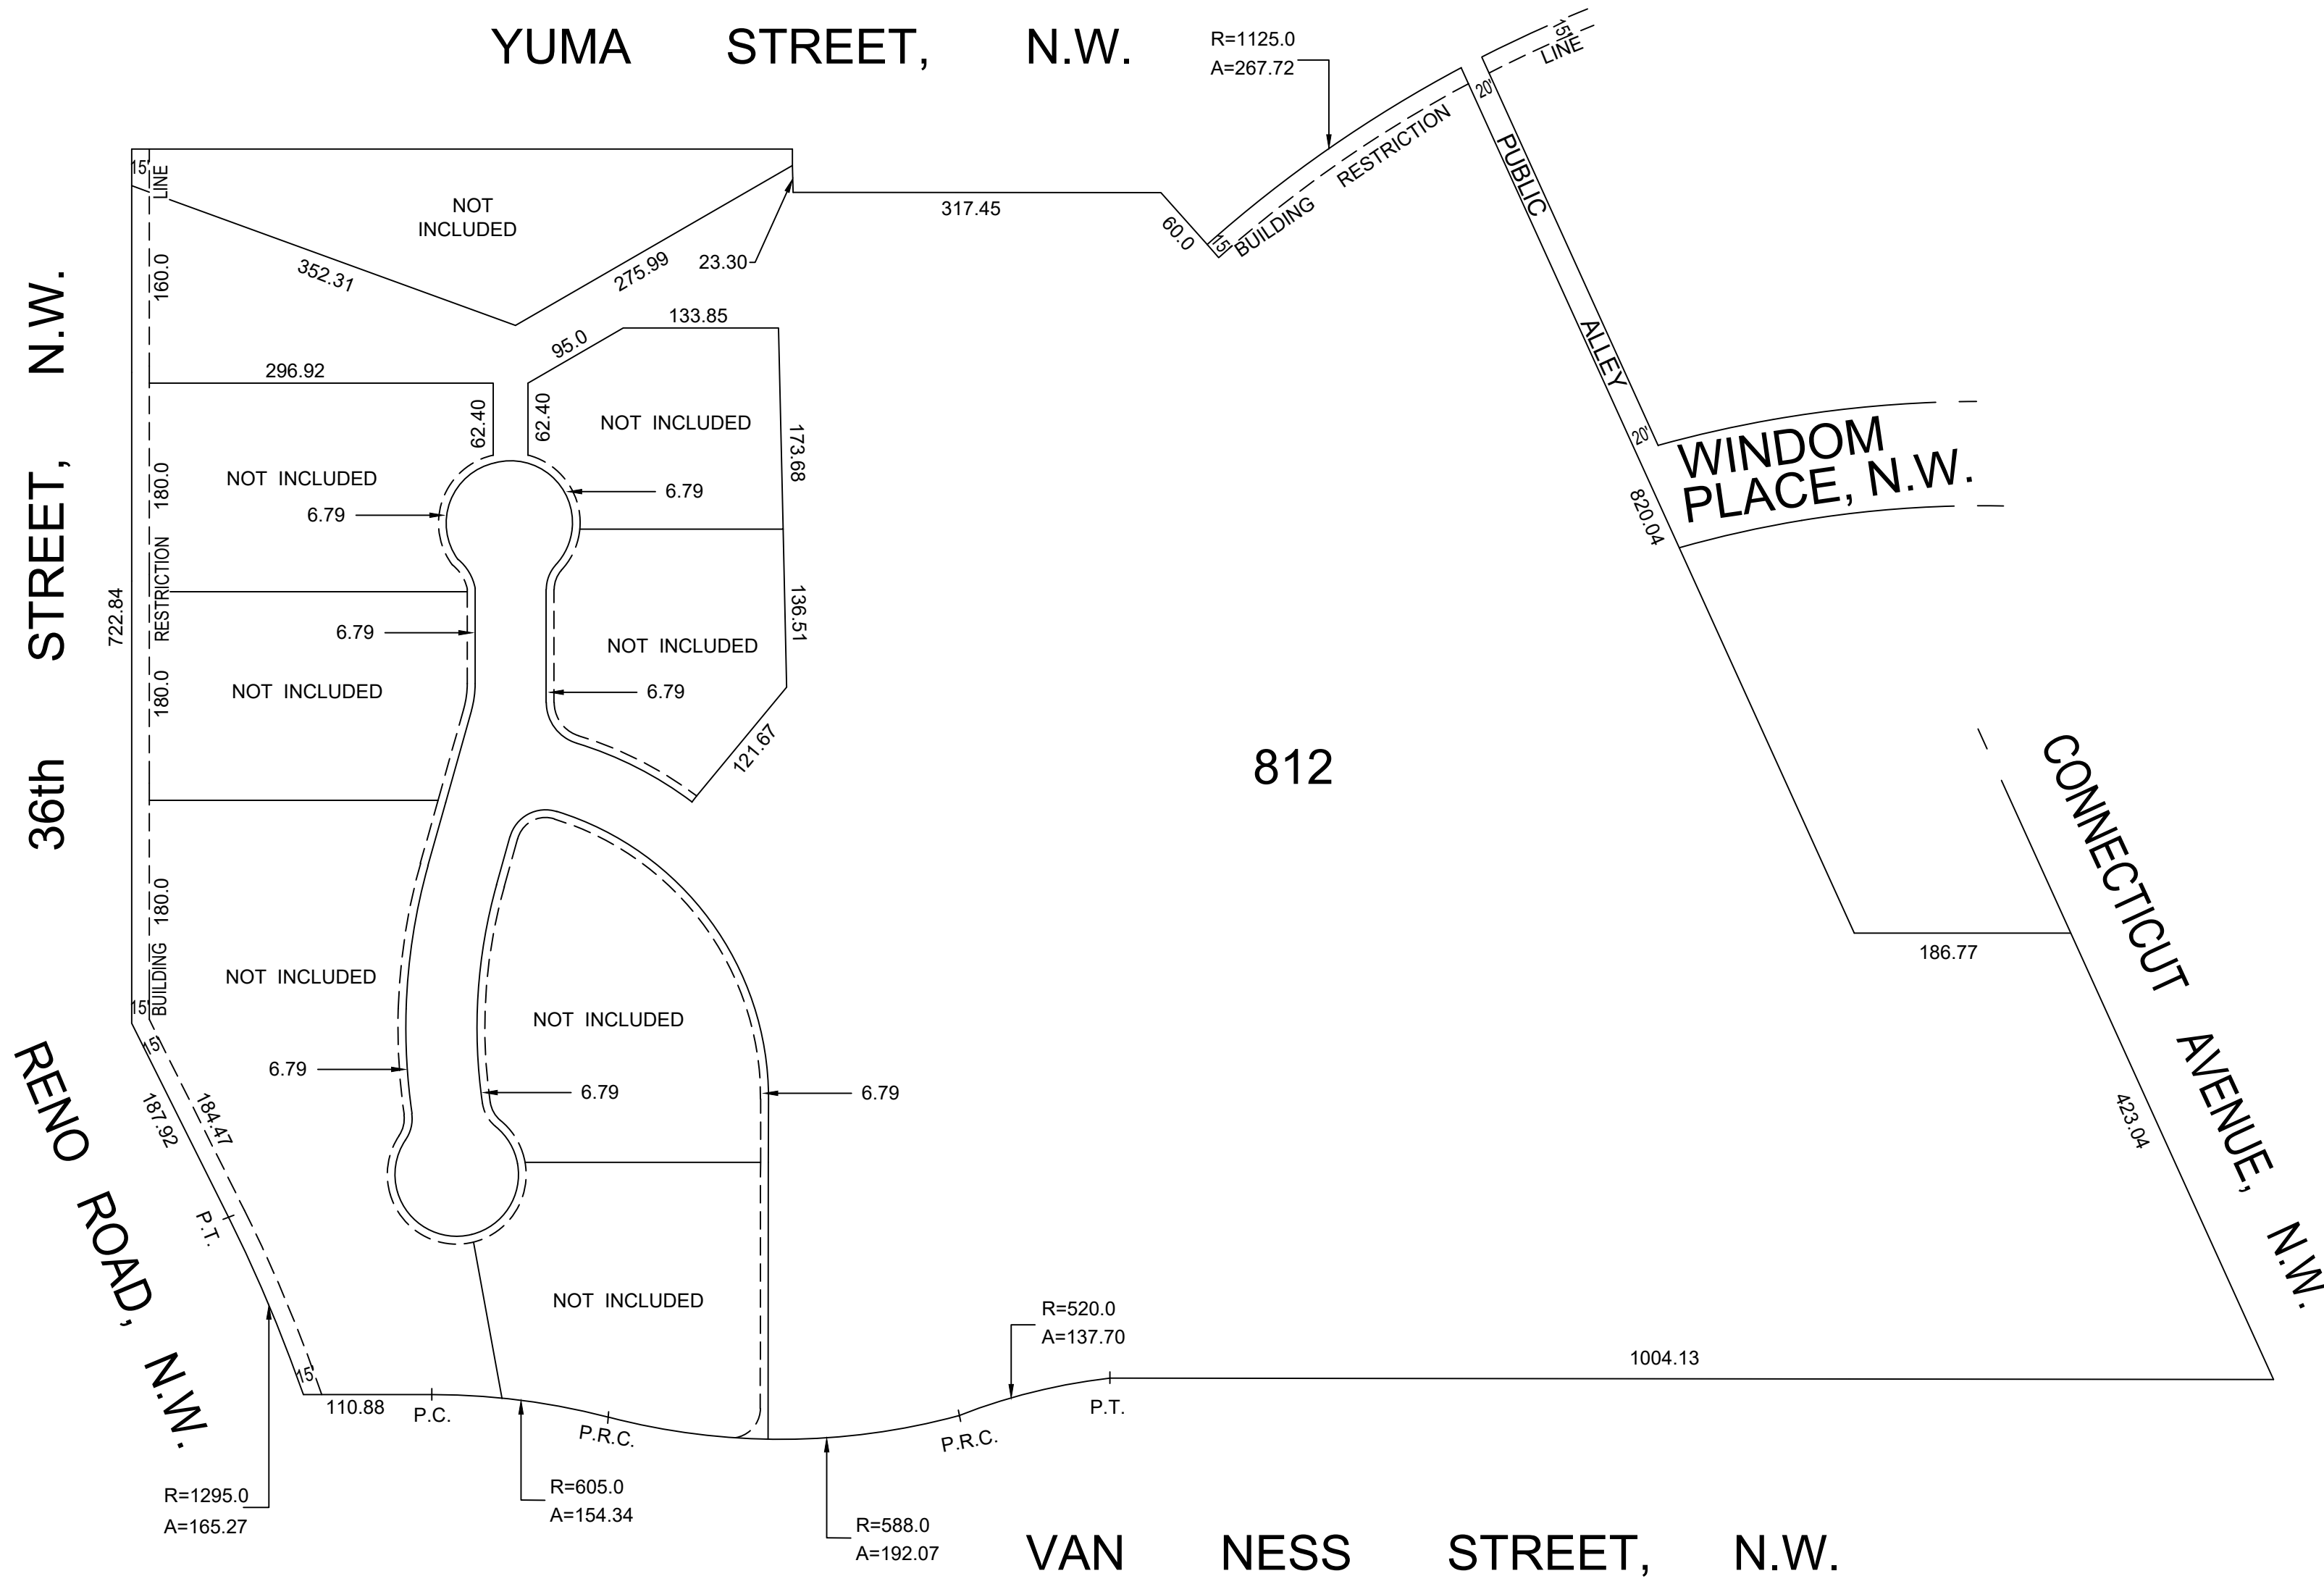 YUMA STREET, N.W.
R=1125.0
A=267.72
15'
LINE
20'
BUILDING RESTRICTION
15'
PUBLIC ALLEY
20'
15'
LINE
NOT
INCLUDED
352.31
275.99
23.30
317.45
60.0
160.0
36th STREET, N.W.
722.84
296.92
95.0
133.85
62.40
62.40
NOT INCLUDED
173.68
NOT INCLUDED
180.0
6.79
6.79
WINDOM
PLACE, N.W.
820.04
RESTRICTION
6.79
136.51
NOT INCLUDED
NOT INCLUDED
180.0
6.79
121.67
812
CONNECTICUT AVENUE, N.W.
180.0
BUILDING
15'
NOT INCLUDED
186.77
NOT INCLUDED
15'
RENO ROAD, N.W.
187.92
184.47
6.79
6.79
6.79
423.04
P.T.
NOT INCLUDED
R=520.0
A=137.70
1004.13
15'
110.88
P.C.
P.R.C.
P.R.C.
P.T.
R=1295.0
A=165.27
R=605.0
A=154.34
R=588.0
A=192.07
VAN NESS STREET, N.W.